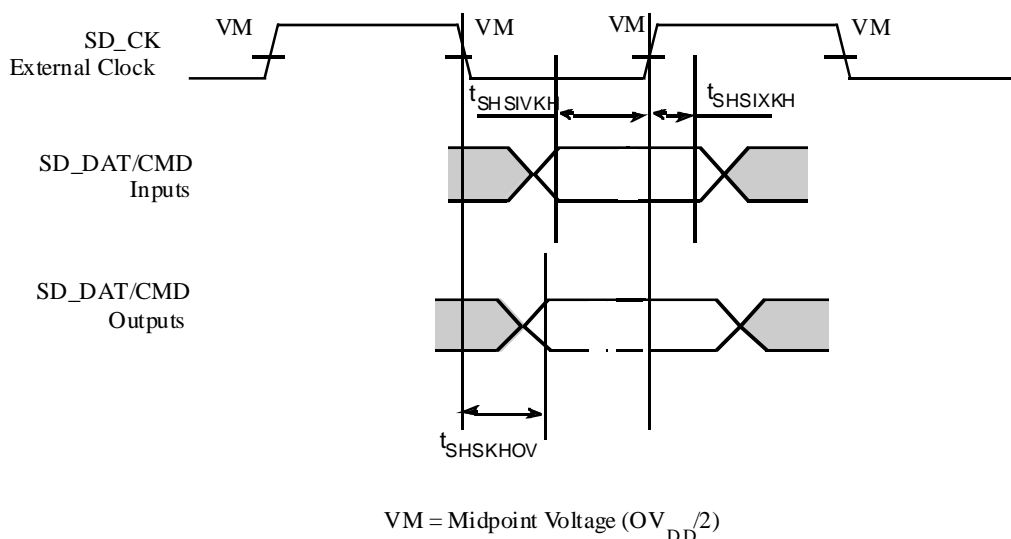 VM VM VM VM
SD_CK
External Clock
tSHSIVKH tSHSIXKH
SD_DAT/CMD
Inputs
SD_DAT/CMD
Outputs
tSHSKHOV
VM = Midpoint Voltage (OVDD/2)